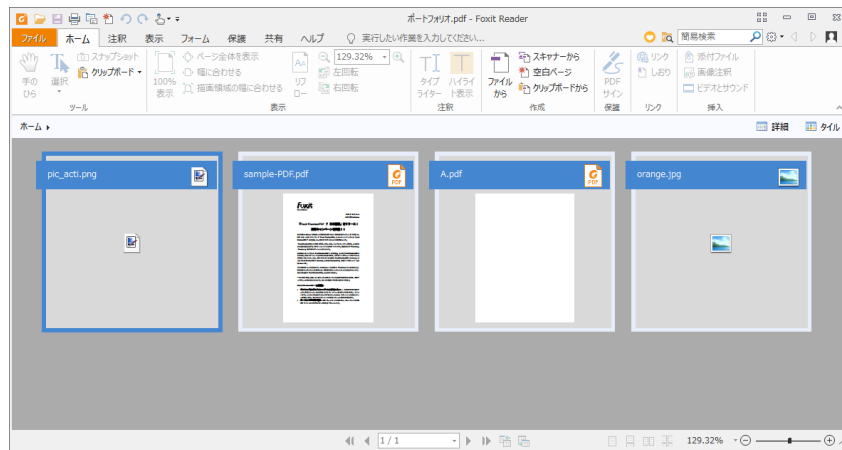 ポートフォリオ.pdf - Foxit Reader
ファイル ホーム 注釈 表示 フォーム 保護 共有 ヘルプ 実行したい作業を入力してください... 簡易検索
手の
ひら
選択
スナップショット
クリップボード
ツール
100%
表示
ページ全体を表示
幅に合わせる
描画領域の幅に合わせる
リフ
ロー
129.32%
左回転
右回転
表示
タイプ
ライター
ハイライ
ト表示
注釈
ファイル
から
スキャナーから
空白ページ
クリップボードから
作成
PDF
サイン
保護
リンク
しおり
リンク
添付ファイル
画像注釈
ビデオとサウンド
挿入
ホーム 詳細 タイル
pic_acti.png
sample-PDF.pdf
PDF
Foxit
A.pdf
PDF
orange.jpg
1 / 1 129.32%